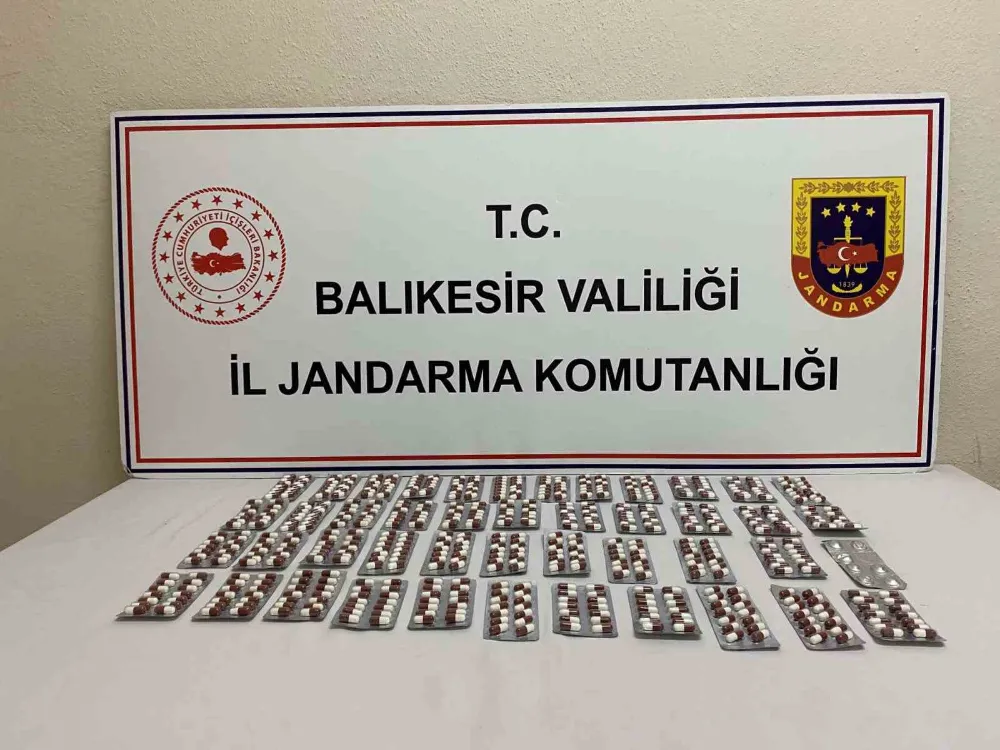 T.C.
BALIKESİR VALİLİĞİ
İL JANDARMA KOMUTANLIĞI
TÜRKİYE CUMHURİYETİ İÇİŞLERİ BAKANLIĞI
1839
JANDARMA